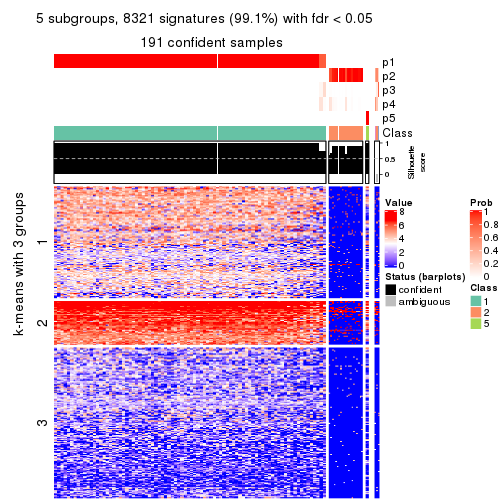 5 subgroups, 8321 signatures (99.1%) with fdr < 0.05
191 confident samples
p1
p2
p3
p4
p5
Class
1
0.5
0
Silhouette
score
k-means with 3 groups
1
2
3
Value
8
6
4
2
0
Status (barplots)
confident
ambiguous
Prob
1
0.8
0.6
0.4
0.2
0
Class
1
2
5